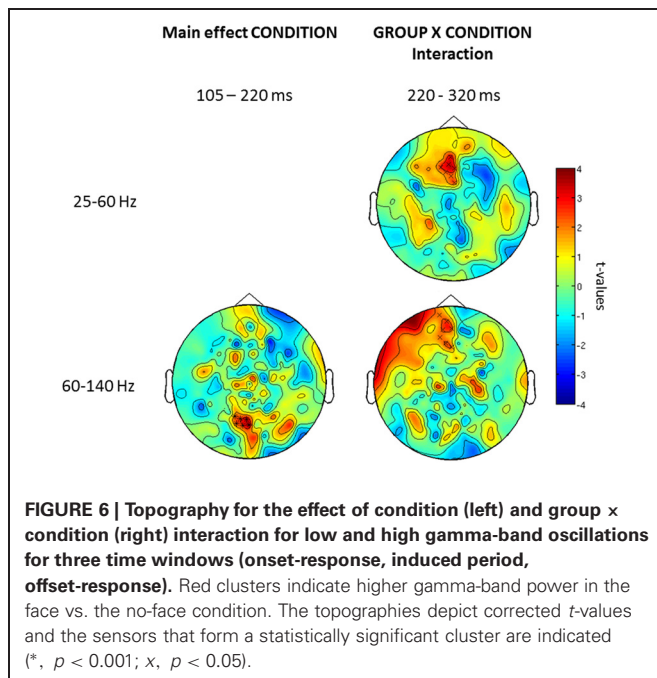 Main effect CONDITION
GROUP X CONDITION
Interaction
105 – 220 ms
220 - 320 ms
25-60 Hz
4
3
2
1
0
-1
-2
-3
-4
t-values
60-140 Hz
FIGURE 6 | Topography for the effect of condition (left) and group ×
condition (right) interaction for low and high gamma-band oscillations
for three time windows (onset-response, induced period,
offset-response). Red clusters indicate higher gamma-band power in the
face vs. the no-face condition. The topographies depict corrected t-values
and the sensors that form a statistically significant cluster are indicated
(*, p < 0.001; x, p < 0.05).